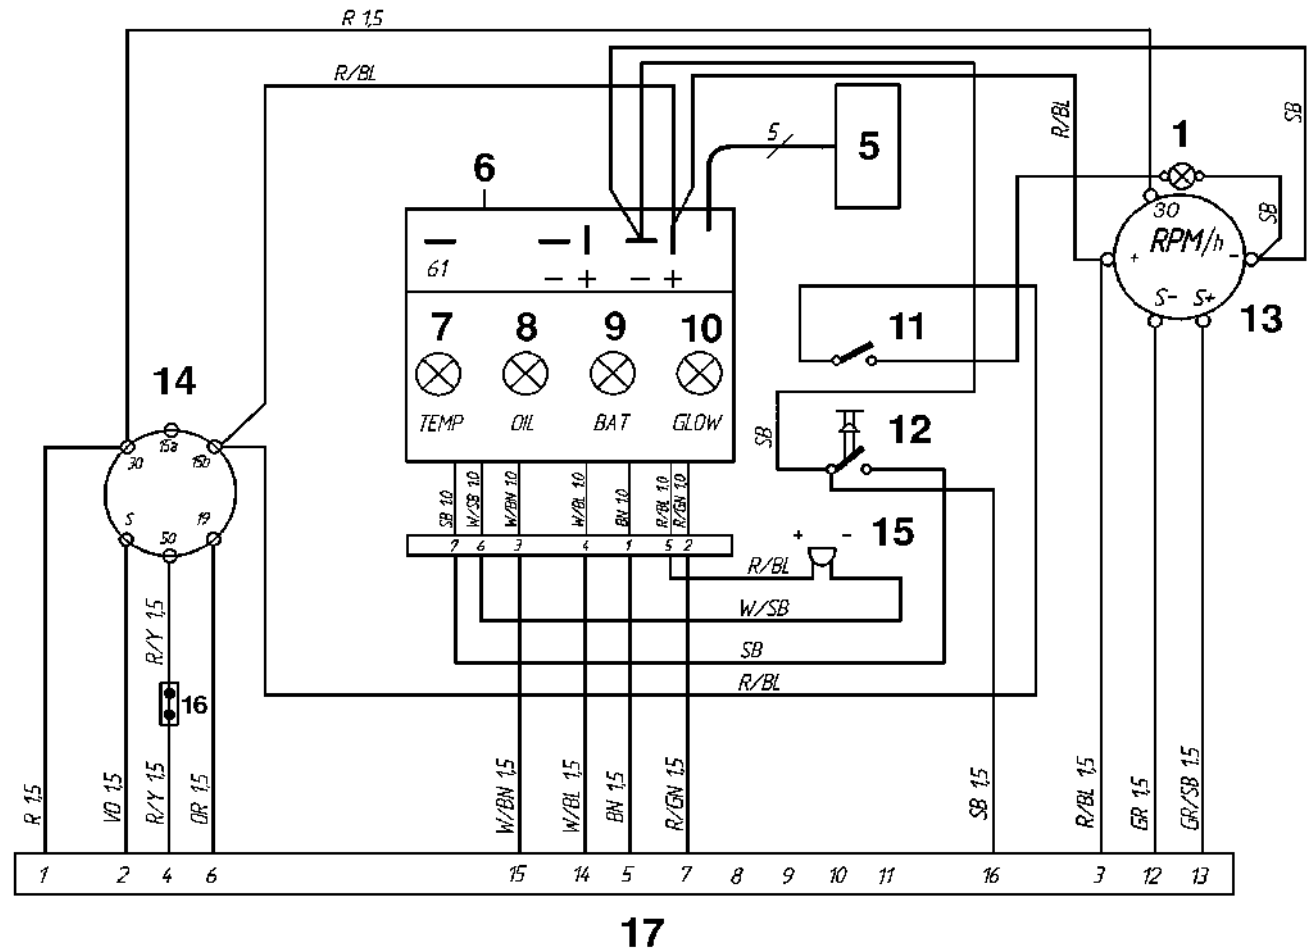 R 1,5
R/BL
5
5
6
R/BL
SB
1
SB
30
RPM/h
+
-
S- S+
13
61
- + - +
7 8 9 10
TEMP OIL BAT GLOW
11
12
SB
14
30 15a 15b
S 50 19
SB 1.0
W/SB 1.0
W/BN 1.0
W/BL 1.0
BN 1.0
R/BL 1.0
R/GN 1.0
7 6 3 4 1 5 2
+ -
15
R/BL
W/SB
SB
R/BL
R/Y 1,5
16
R 1,5
VO 1,5
R/Y 1,5
OR 1,5
W/BN 1,5
W/BL 1,5
BN 1,5
R/GN 1,5
SB 1,5
R/BL 1,5
GR 1,5
GR/SB 1,5
1 2 4 6 15 14 5 7 8 9 10 11 16 3 12 13
17